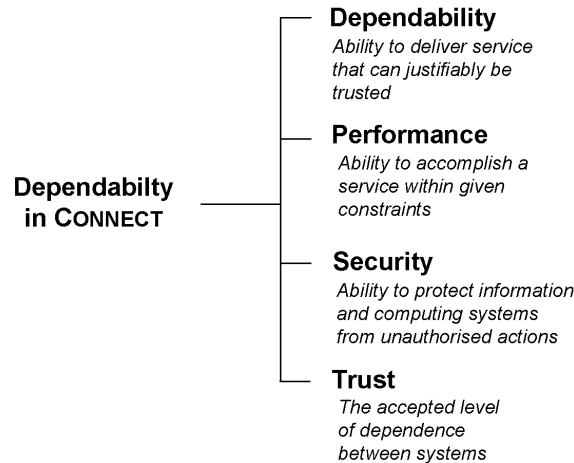 Dependability
Ability to deliver service
that can justifiably be
trusted
Performance
Ability to accomplish a
service within given
constraints
Dependabilty
in CONNECT
Security
Ability to protect information
and computing systems
from unauthorised actions
Trust
The accepted level
of dependence
between systems